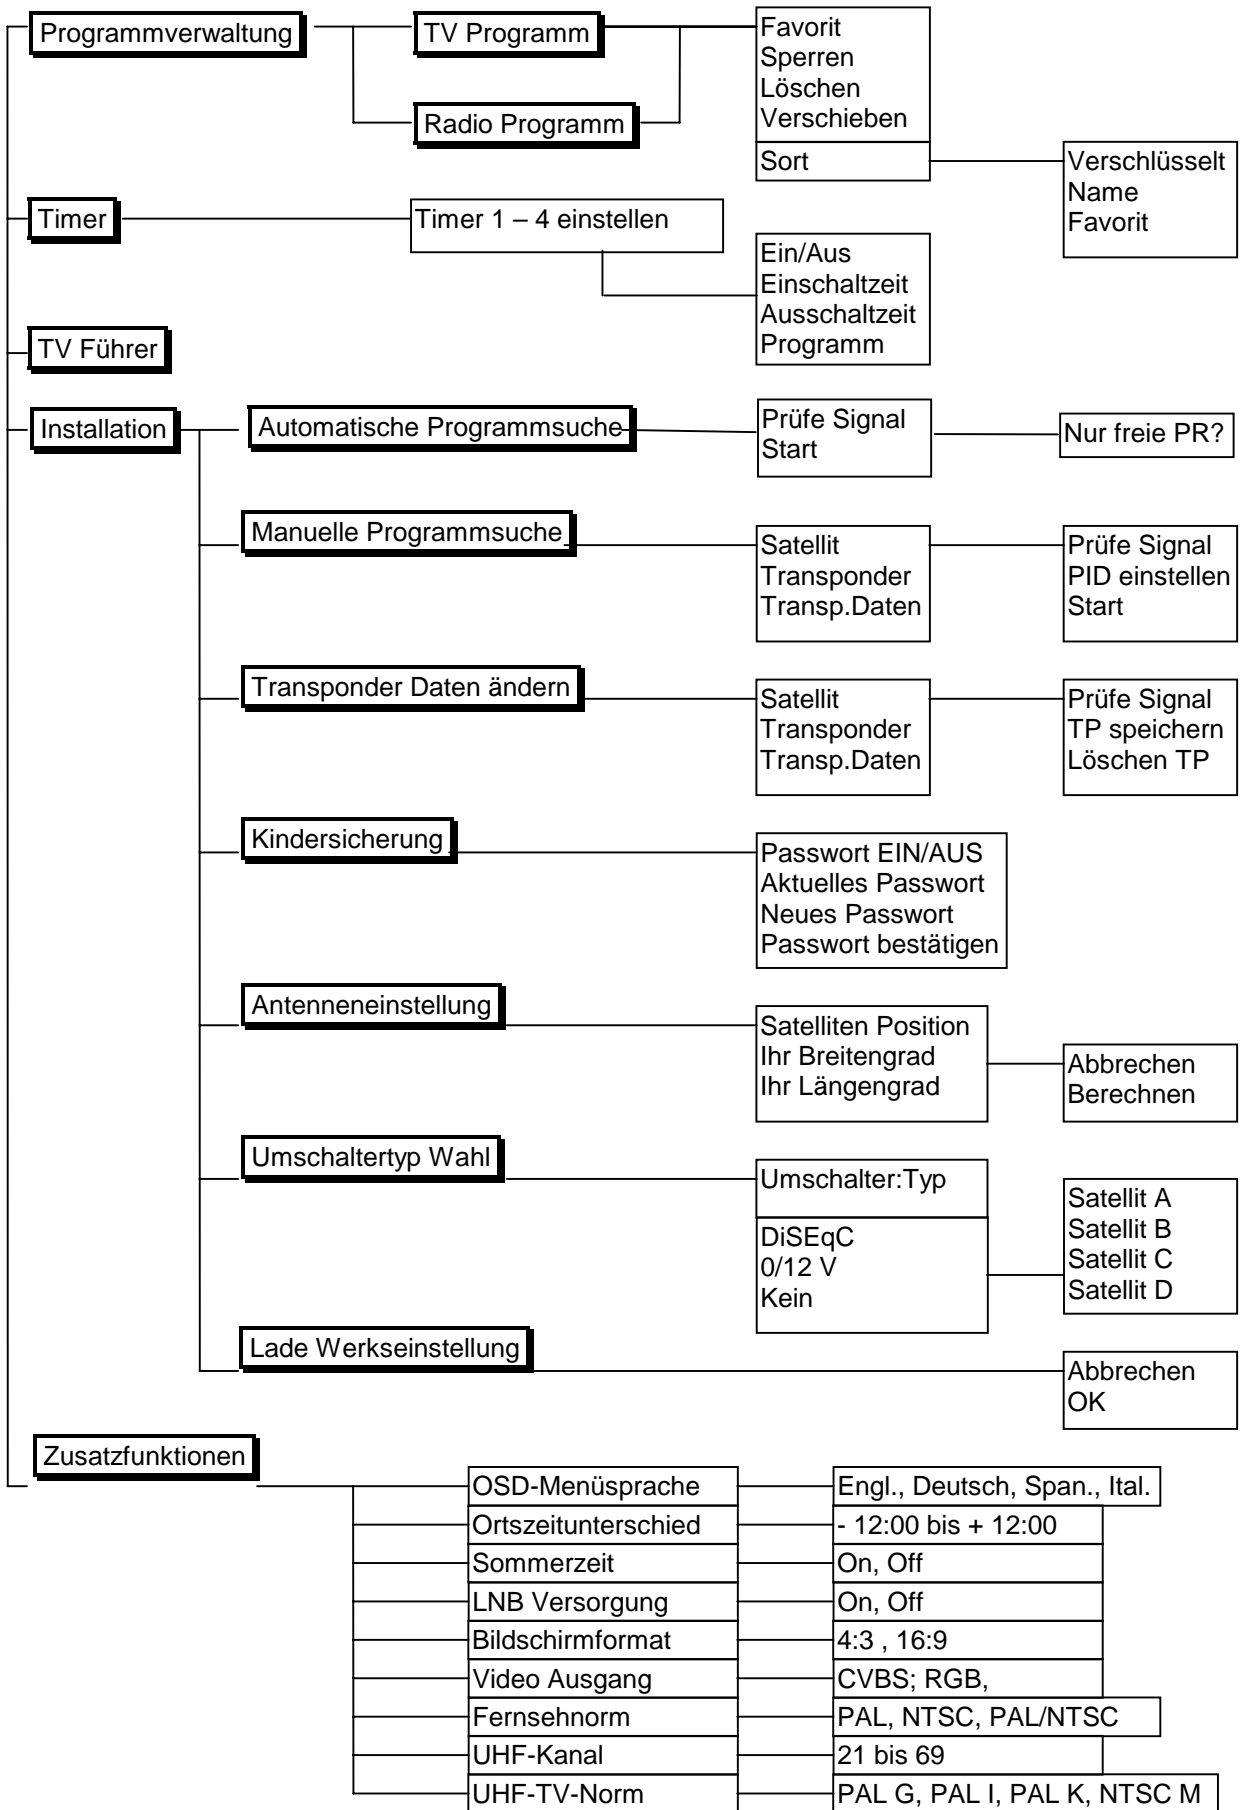 Programmverwaltung
TV Programm
Radio Programm
Favorit
Sperren
Löschen
Verschieben
Sort
Verschlüsselt
Name
Favorit
Timer
Timer 1 – 4 einstellen
Ein/Aus
Einschaltzeit
Ausschaltzeit
Programm
TV Führer
Installation
Automatische Programmsuche
Prüfe Signal
Start
Nur freie PR?
Manuelle Programmsuche
Satellit
Transponder
Transp.Daten
Prüfe Signal
PID einstellen
Start
Transponder Daten ändern
Satellit
Transponder
Transp.Daten
Prüfe Signal
TP speichern
Löschen TP
Kindersicherung
Passwort EIN/AUS
Aktuelles Passwort
Neues Passwort
Passwort bestätigen
Antenneneinstellung
Satelliten Position
Ihr Breitengrad
Ihr Längengrad
Abbrechen
Berechnen
Umschaltertyp Wahl
Umschalter:Typ
DiSEqC
0/12 V
Kein
Satellit A
Satellit B
Satellit C
Satellit D
Lade Werkseinstellung
Abbrechen
OK
Zusatzfunktionen
OSD-Menüsprache
Engl., Deutsch, Span., Ital.
Ortszeitunterschied
- 12:00 bis + 12:00
Sommerzeit
On, Off
LNB Versorgung
On, Off
Bildschirmformat
4:3 , 16:9
Video Ausgang
CVBS; RGB,
Fernsehnorm
PAL, NTSC, PAL/NTSC
UHF-Kanal
21 bis 69
UHF-TV-Norm
PAL G, PAL I, PAL K, NTSC M